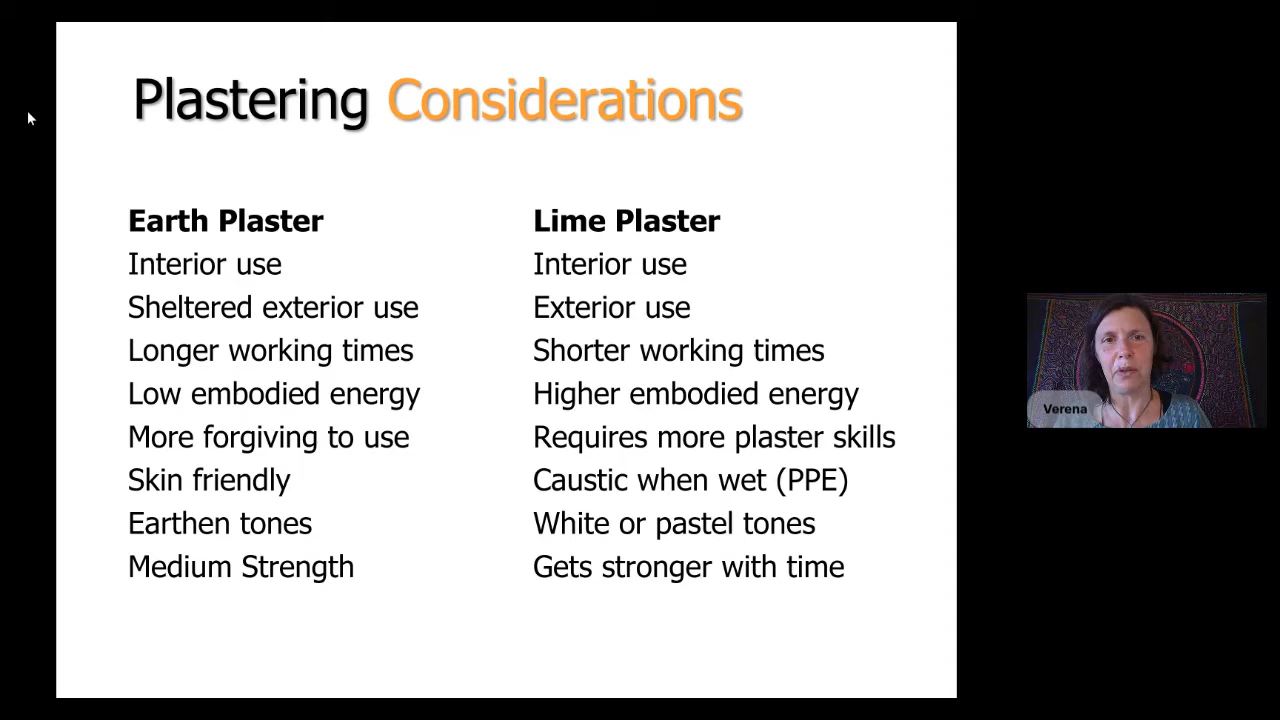 Plastering Considerations
Earth Plaster
Interior use
Sheltered exterior use
Longer working times
Low embodied energy
More forgiving to use
Skin friendly
Earthen tones
Medium Strength
Lime Plaster
Interior use
Exterior use
Shorter working times
Higher embodied energy
Requires more plaster skills
Caustic when wet (PPE)
White or pastel tones
Gets stronger with time
Verena